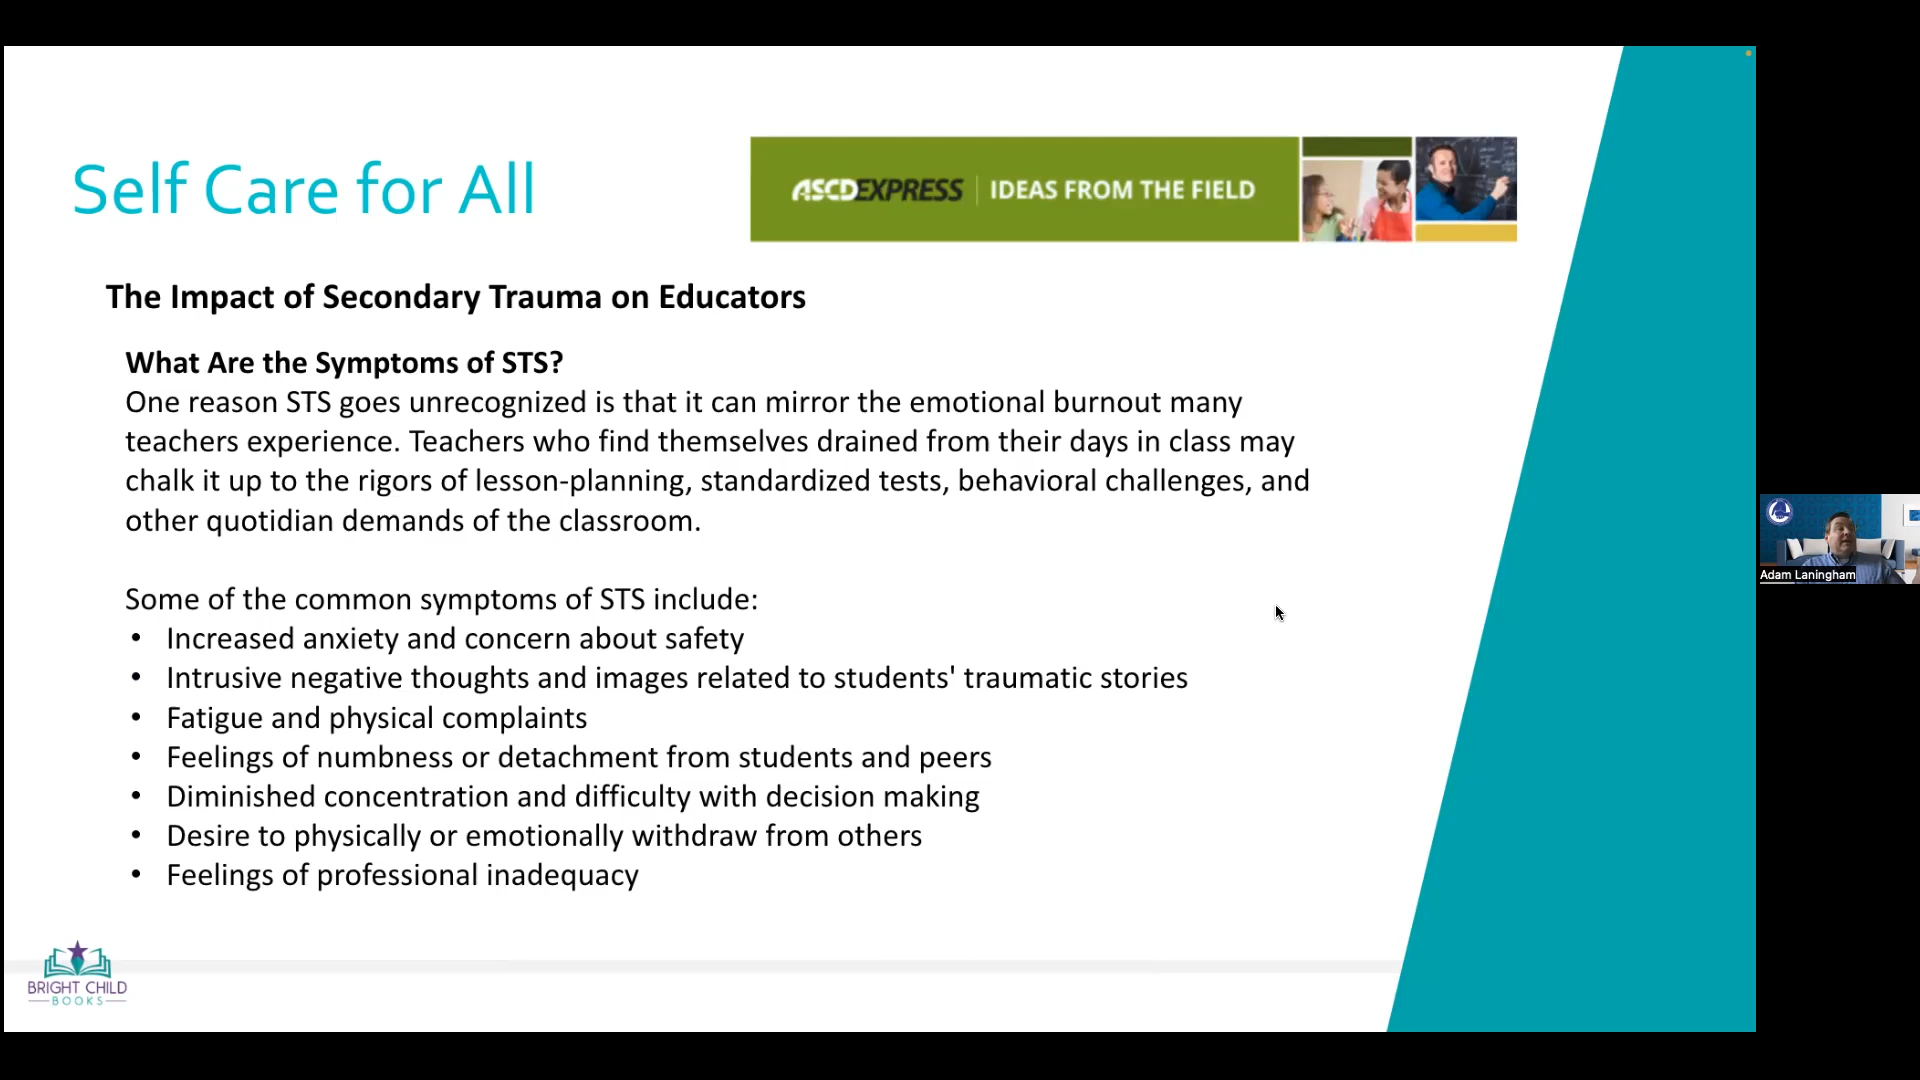 Self Care for All
ASCDEXPRESS | IDEAS FROM THE FIELD
The Impact of Secondary Trauma on Educators
What Are the Symptoms of STS?
One reason STS goes unrecognized is that it can mirror the emotional burnout many
teachers experience. Teachers who find themselves drained from their days in class may
chalk it up to the rigors of lesson-planning, standardized tests, behavioral challenges, and
other quotidian demands of the classroom.
Some of the common symptoms of STS include:
• Increased anxiety and concern about safety
• Intrusive negative thoughts and images related to students' traumatic stories
• Fatigue and physical complaints
• Feelings of numbness or detachment from students and peers
• Diminished concentration and difficulty with decision making
• Desire to physically or emotionally withdraw from others
• Feelings of professional inadequacy
BRIGHT CHILD
BOOKS
Adam Laningham